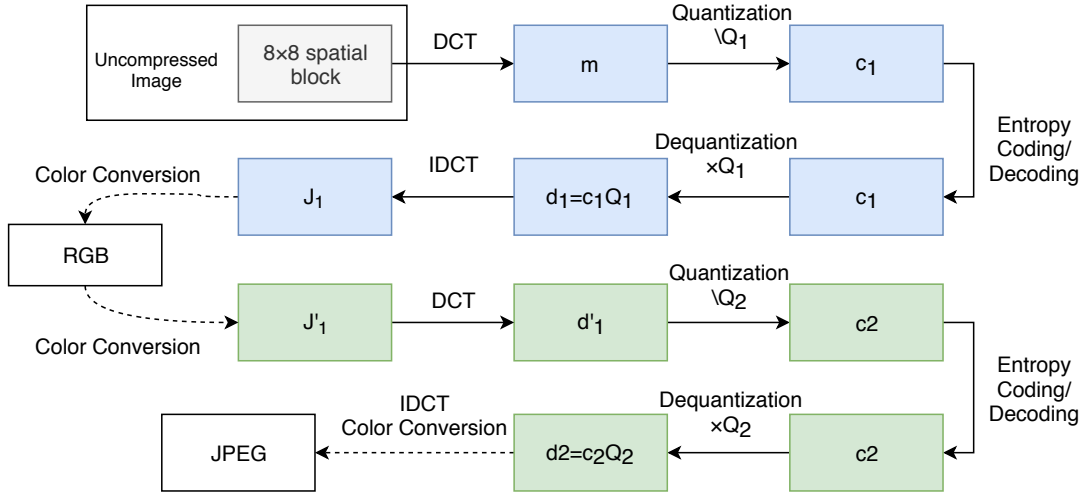 Uncompressed
Image
8×8 spatial
block
DCT
m
Quantization
\Q₁
c₁
Entropy
Coding/
Decoding
Color Conversion
J₁
IDCT
d₁=c₁Q₁
Dequantization
×Q₁
c₁
RGB
Color Conversion
J'₁
DCT
d'₁
Quantization
\Q₂
c2
Entropy
Coding/
Decoding
JPEG
IDCT
Color Conversion
d2=c₂Q₂
Dequantization
×Q₂
c2